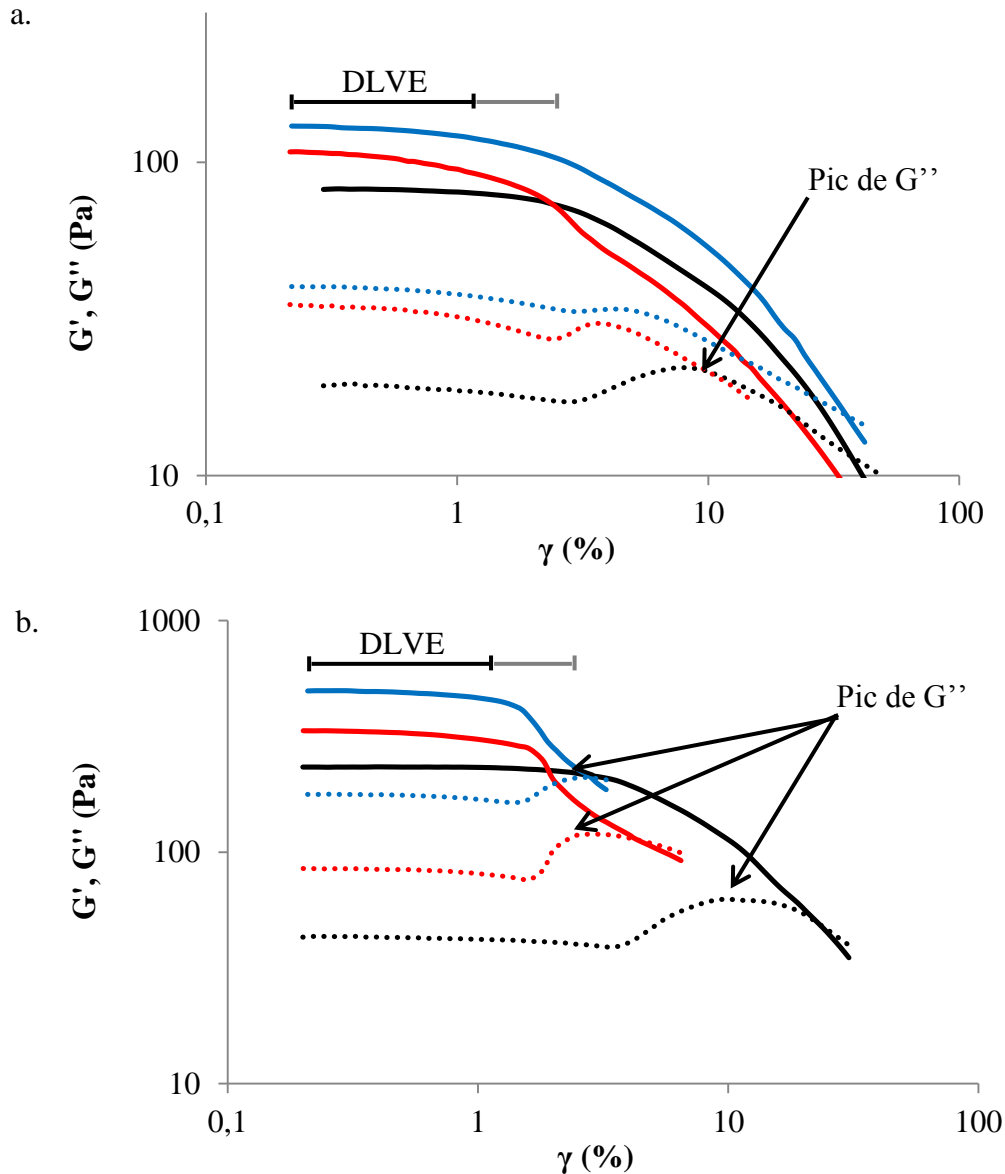 a.
DLVE
100
Pic de G’’
G', G'' (Pa)
10
0,1
1
10
100
γ (%)
b.
1000
DLVE
Pic de G’’
G', G'' (Pa)
100
10
0,1
1
10
100
γ (%)